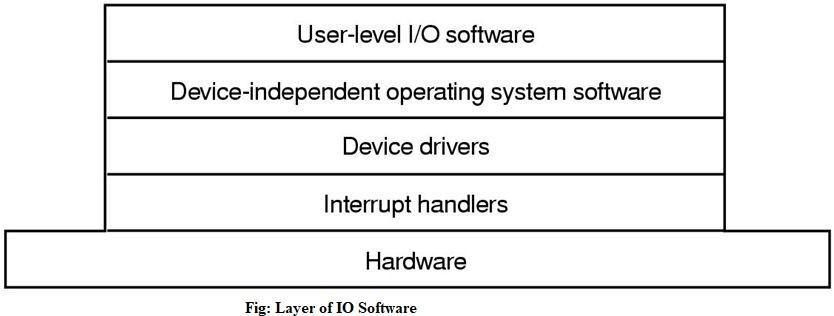 User-level I/O software
Device-independent operating system software
Device drivers
Interrupt handlers
Hardware
Fig: Layer of IO Software